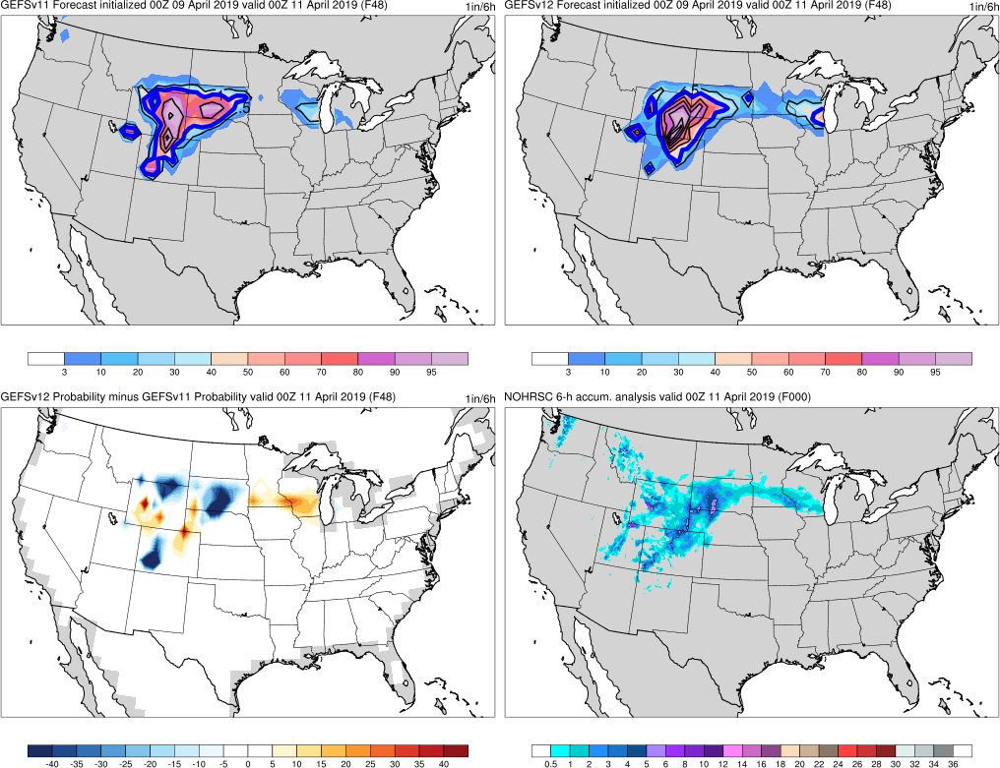 GEFSv11 Forecast initialized 00Z 09 April 2019 valid 00Z 11 April 2019 (F48) 1in/6h
GEFSv12 Forecast initialized 00Z 09 April 2019 valid 00Z 11 April 2019 (F48) 1in/6h
.5
5
3 10 20 30 40 50 60 70 80 90 95
3 10 20 30 40 50 60 70 80 90 95
GEFSv12 Probability minus GEFSv11 Probability valid 00Z 11 April 2019 (F48) 1in/6h
NOHRSC 6-h accum. analysis valid 00Z 11 April 2019 (F000)
-40 -35 -30 -25 -20 -15 -10 -5 0 5 10 15 20 25 30 35 40
0.5 1 2 3 4 5 6 8 10 12 14 16 18 20 22 24 26 28 30 32 34 36